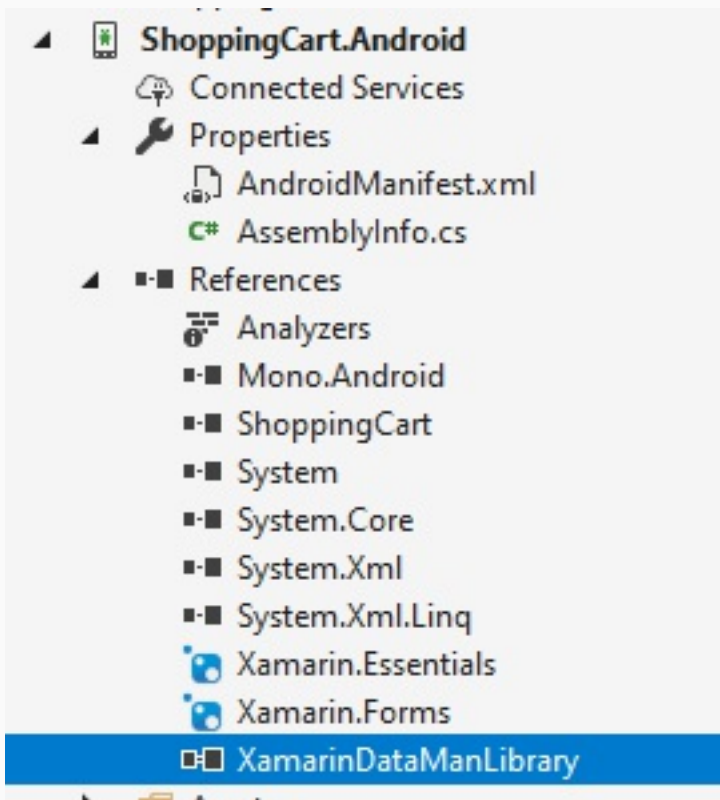 ShoppingCart.Android
Connected Services
Properties
AndroidManifest.xml
C# AssemblyInfo.cs
References
Analyzers
Mono.Android
ShoppingCart
System
System.Core
System.Xml
System.Xml.Linq
Xamarin.Essentials
Xamarin.Forms
XamarinDataManLibrary